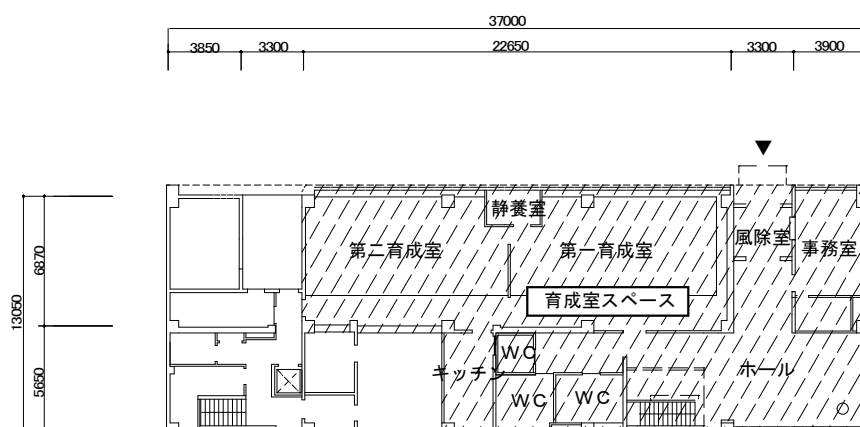 37000
3850
3300
22650
3300
3900
静養室
第二育成室
第一育成室
風除室
事務室
6870
13050
育成室スペース
WC
キッチン
ホール
5650
WC
WC